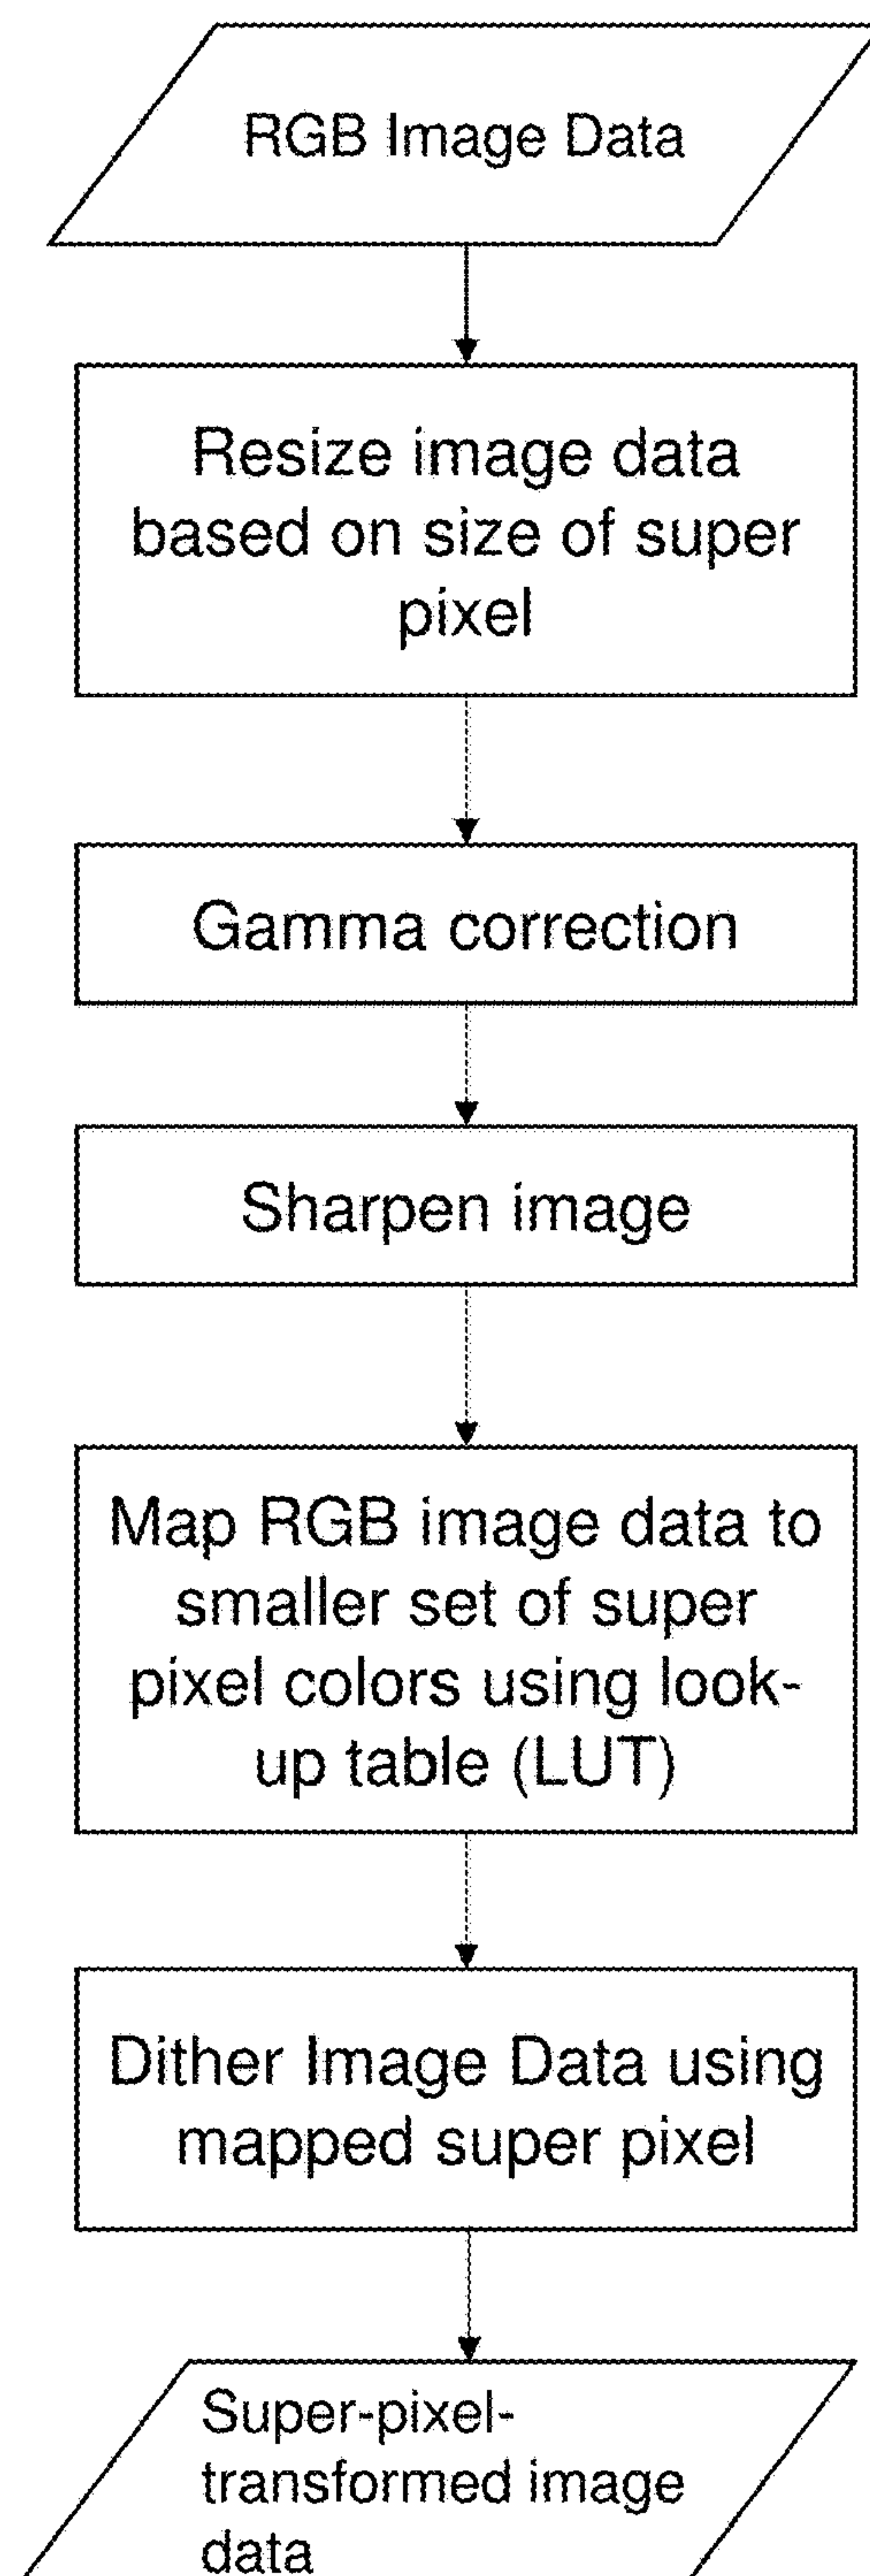 RGB Image Data
Resize image data
based on size of super
pixel
Gamma correction
Sharpen image
Map RGB image data to
smaller set of super
pixel colors using look-
up table (LUT)
Dither Image Data using
mapped super pixel
Super-pixel-
transformed image
data